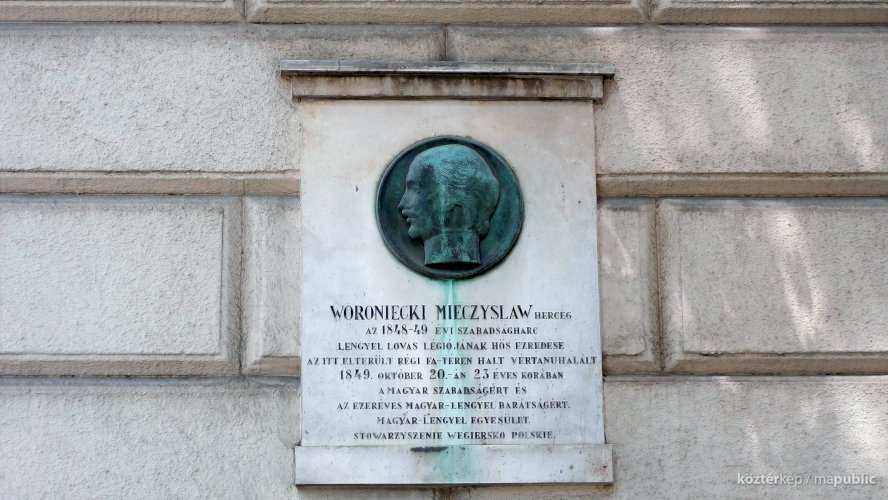 WORONIECKI MIECZYSLAW HERCEG
AZ 1848-49 ÉVI SZABADSÁGHARC
LENGYEL LOVAS LÉGIÓJÁNAK HŐS EZREDESE
AZ ITT ELTERÜLT RÉGI FA-TÉREN HALT VÉRTANUHALÁLT
1849. OKTÓBER 20.-ÁN 23 ÉVES KORÁBAN
A MAGYAR SZABADSÁGÉRT ÉS
AZ EZERÉVES MAGYAR-LENGYEL BARÁTSÁGÉRT.
MAGYAR-LENGYEL EGYESÜLET.
STOWARZYSZENIE WĘGIERSKO POLSKIE.
köztérkép / mapublic